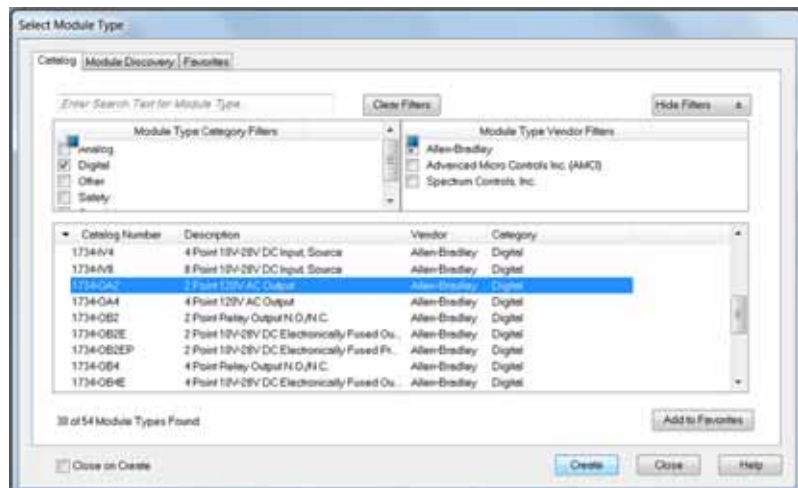 Select Module Type
Catalog Module Discovery Favorites
Enter Search Text for Module Type...
Clear Filters
Hide Filters
Module Type Category Filters
Analog
Digital
Other
Safety
Module Type Vendor Filters
Allen-Bradley
Advanced Micro Controls Inc. (AMCI)
Spectrum Controls, Inc.
Catalog Number Description Vendor Category
1734-IV4 4 Point 10V-28V DC Input, Source Allen-Bradley Digital
1734-IV8 8 Point 10V-28V DC Input, Source Allen-Bradley Digital
1734-OA2 2 Point 120V AC Output Allen-Bradley Digital
1734-OA4 4 Point 120V AC Output Allen-Bradley Digital
1734-OB2 2 Point Relay Output N.O./N.C. Allen-Bradley Digital
1734-OB2E 2 Point 10V-28V DC Electronically Fused Ou... Allen-Bradley Digital
1734-OB2EP 2 Point 10V-28V DC Electronically Fused Pr... Allen-Bradley Digital
1734-OB4 4 Point Relay Output N.O./N.C. Allen-Bradley Digital
1734-OB4E 4 Point 10V-28V DC Electronically Fused Ou... Allen-Bradley Digital
38 of 54 Module Types Found
Add to Favorites
Close on Create
Create
Close
Help